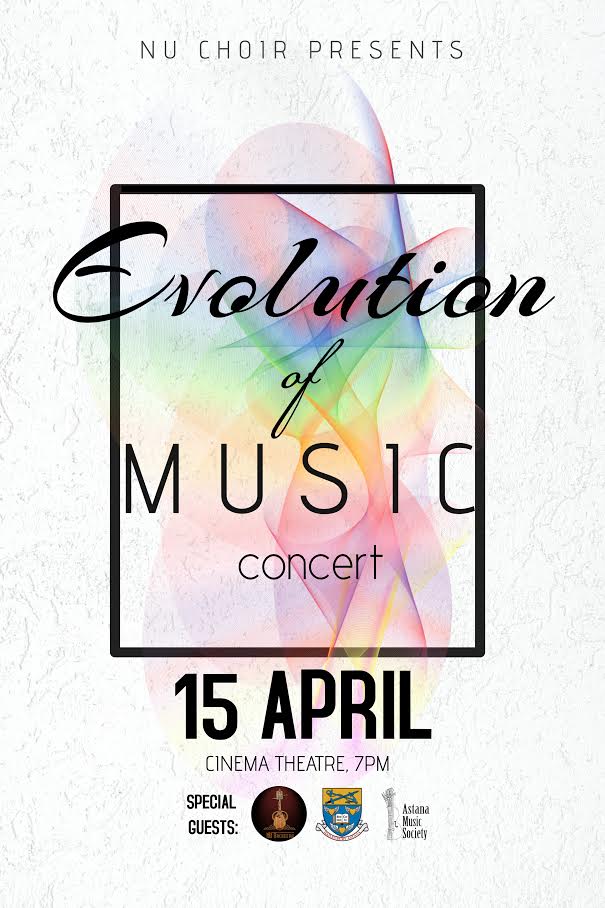 NU CHOIR PRESENTS
Evolution
of
MUSIC
concert
15 APRIL
CINEMA THEATRE, 7PM
SPECIAL
GUESTS:
Astana
Music
Society